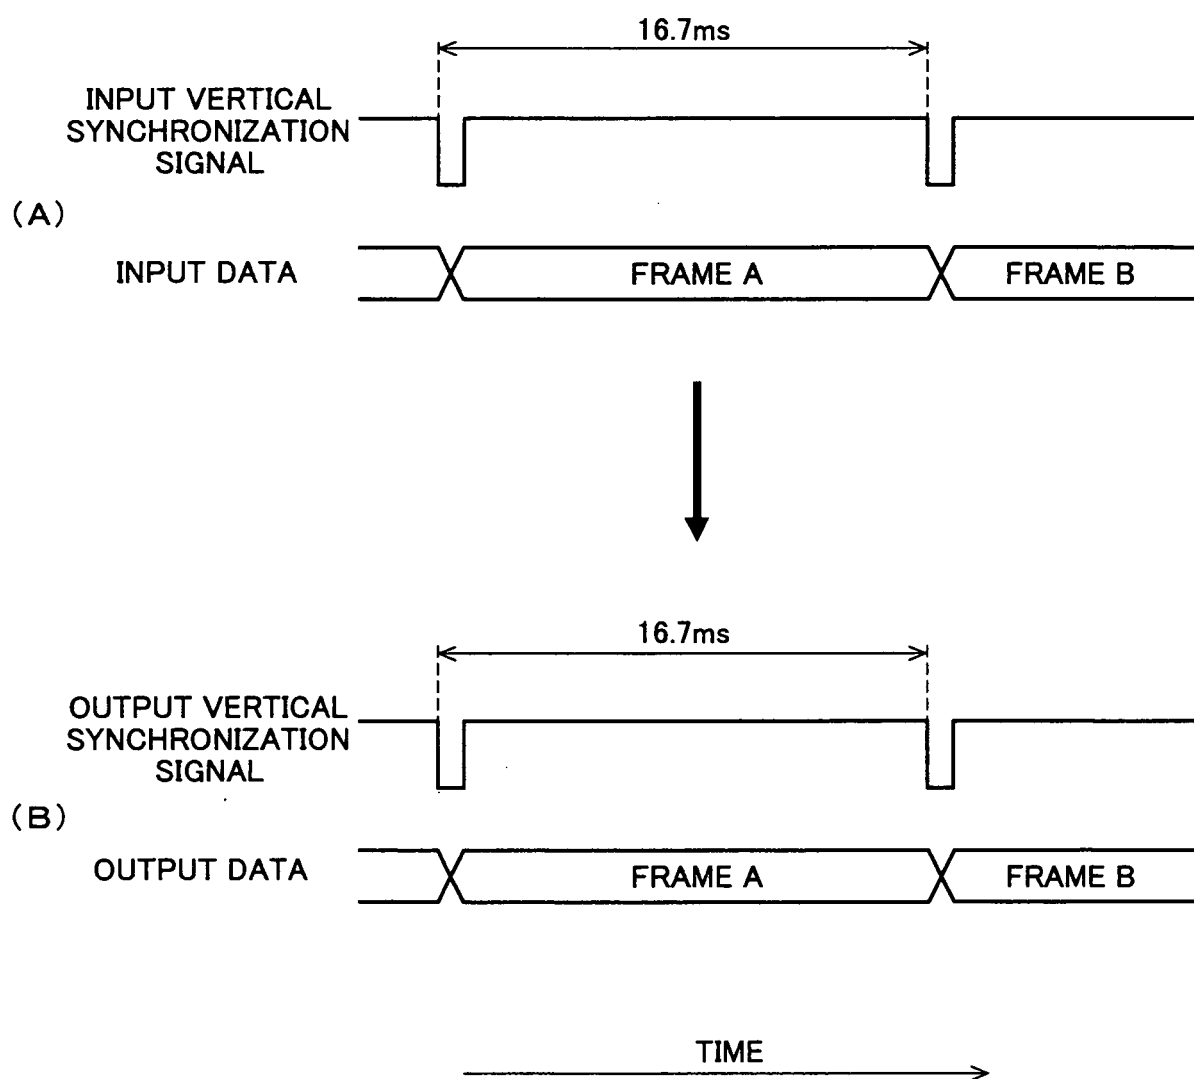 16.7ms
INPUT VERTICAL
SYNCHRONIZATION
SIGNAL
(A)
INPUT DATA
FRAME A
FRAME B
16.7ms
OUTPUT VERTICAL
SYNCHRONIZATION
SIGNAL
(B)
OUTPUT DATA
FRAME A
FRAME B
TIME